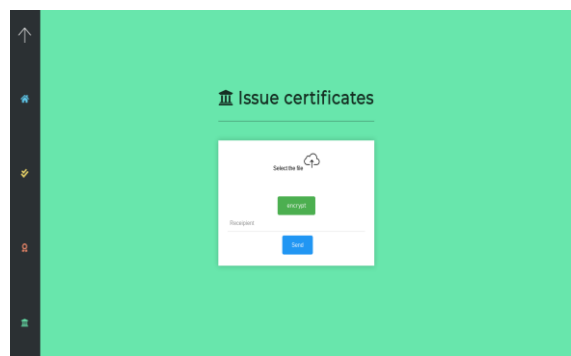 Issue certificates
Select the file
encrypt
Receipient
Send